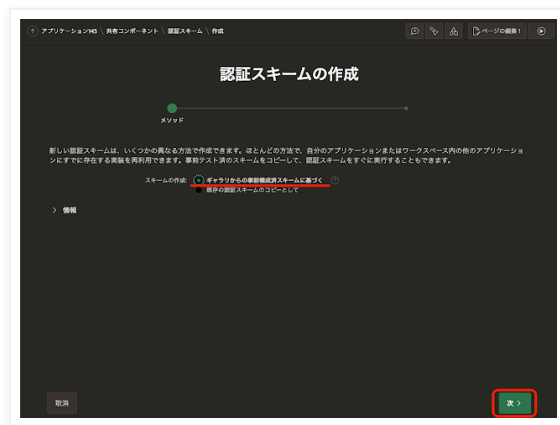 アプリケーション143 \ 共有コンポーネント \ 認証スキーム \ 作成
ページの編集1
認証スキームの作成
メソッド
新しい認証スキームは、いくつかの異なる方法で作成できます。ほとんどの方法で、自分のアプリケーションまたはワークスペース内の他のアプリケーショ
ンにすでに存在する実装を再利用できます。事前テスト済のスキームをコピーして、認証スキームをすぐに実行することもできます。
スキームの作成: ギャラリからの事前構成済スキームに基づく
既存の認証スキームのコピーとして
情報
取消
次 >